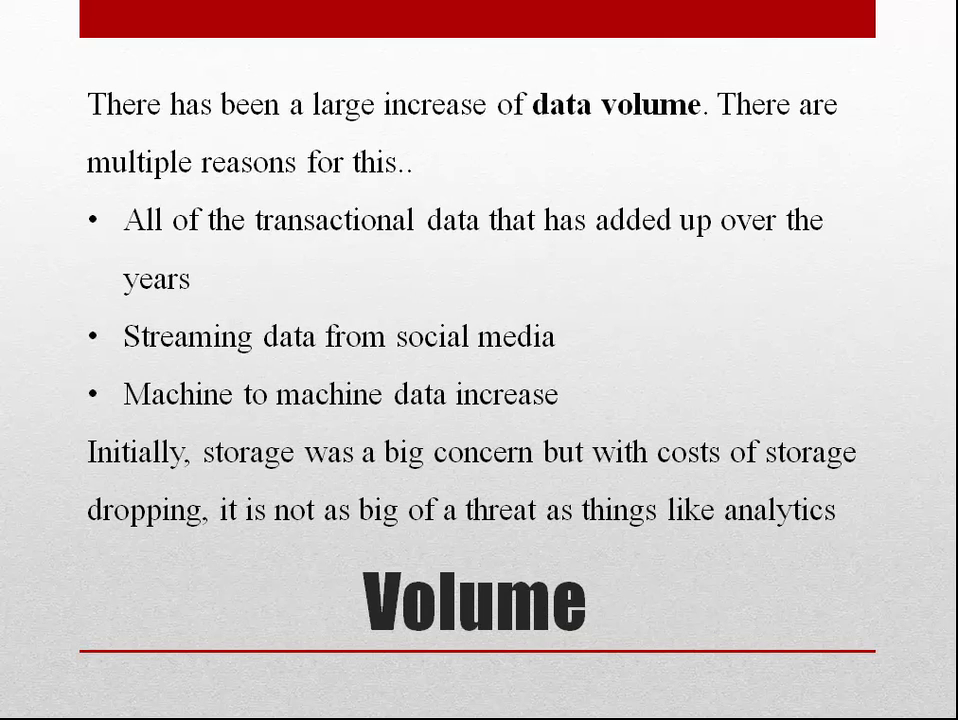 There has been a large increase of data volume. There are
multiple reasons for this..
• All of the transactional data that has added up over the
years
• Streaming data from social media
• Machine to machine data increase
Initially, storage was a big concern but with costs of storage
dropping, it is not as big of a threat as things like analytics
Volume